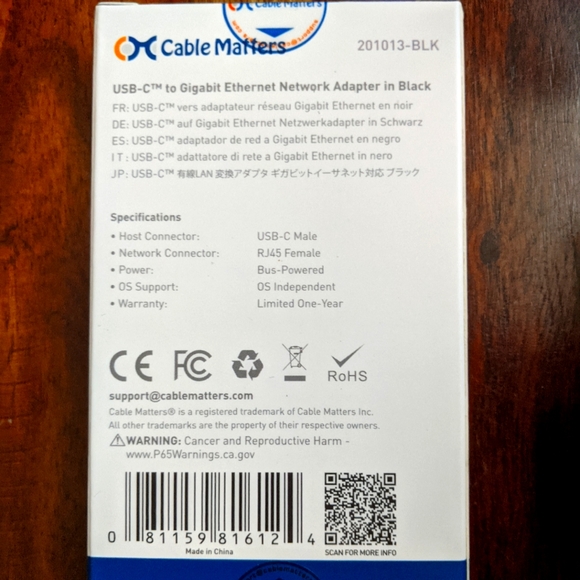 Cable Matters
Cable Matters
201013-BLK
USB-C™ to Gigabit Ethernet Network Adapter in Black
FR: USB-C™ vers adaptateur réseau Gigabit Ethernet en noir
DE: USB-C™ auf Gigabit Ethernet Netzwerkadapter in Schwarz
ES: USB-C™ adaptador de red a Gigabit Ethernet en negro
IT: USB-C™ adattatore di rete a Gigabit Ethernet in nero
JP: USB-C™ 有線LAN 変換アダプタ ギガビットイーサネット対応 ブラック
Specifications
• Host Connector: USB-C Male
• Network Connector: RJ45 Female
• Power: Bus-Powered
• OS Support: OS Independent
• Warranty: Limited One-Year
CE FC RoHS
support@cablematters.com
Cable Matters® is a registered trademark of Cable Matters Inc.
All other trademarks are the property of their respective owners.
⚠WARNING: Cancer and Reproductive Harm -
www.P65Warnings.ca.gov
0 81159 81612 4
Made in China
SCAN FOR MORE INFO